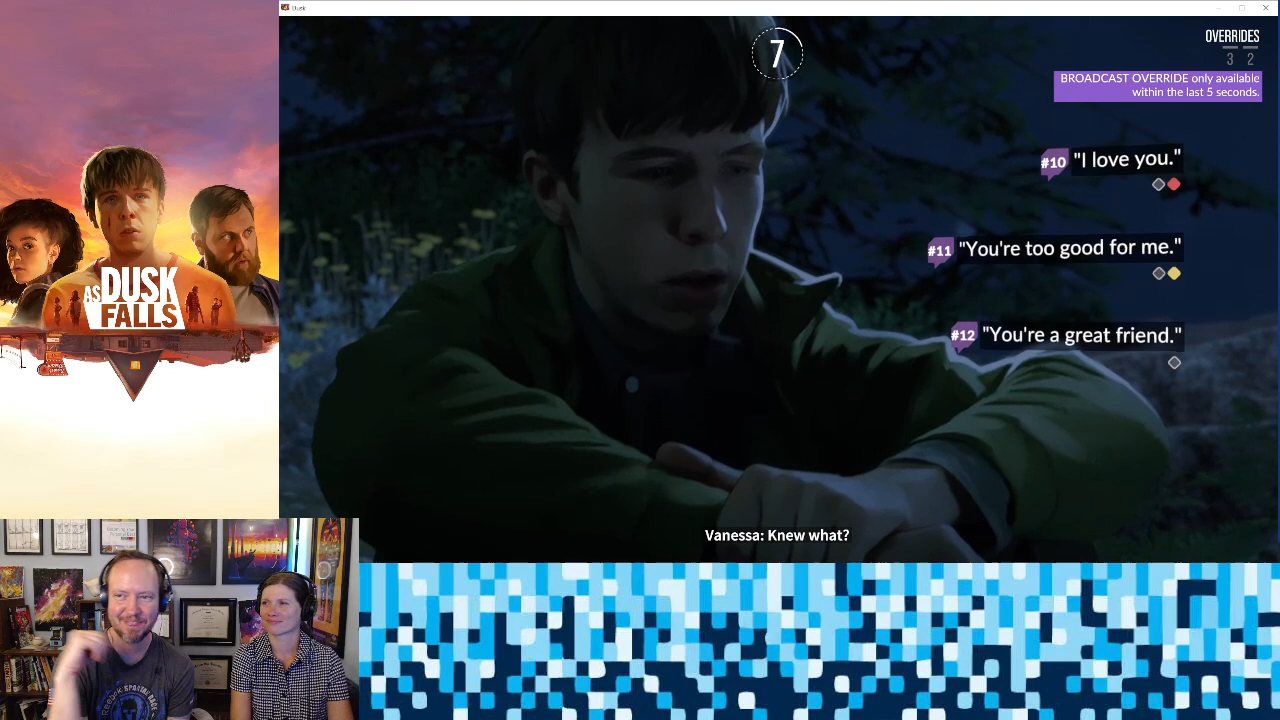 Dusk
7
OVERRIDES
3 2
BROADCAST OVERRIDE only available
within the last 5 seconds.
#10 "I love you."
#11 "You're too good for me."
#12 "You're a great friend."
AS DUSK
FALLS
Vanessa: Knew what?